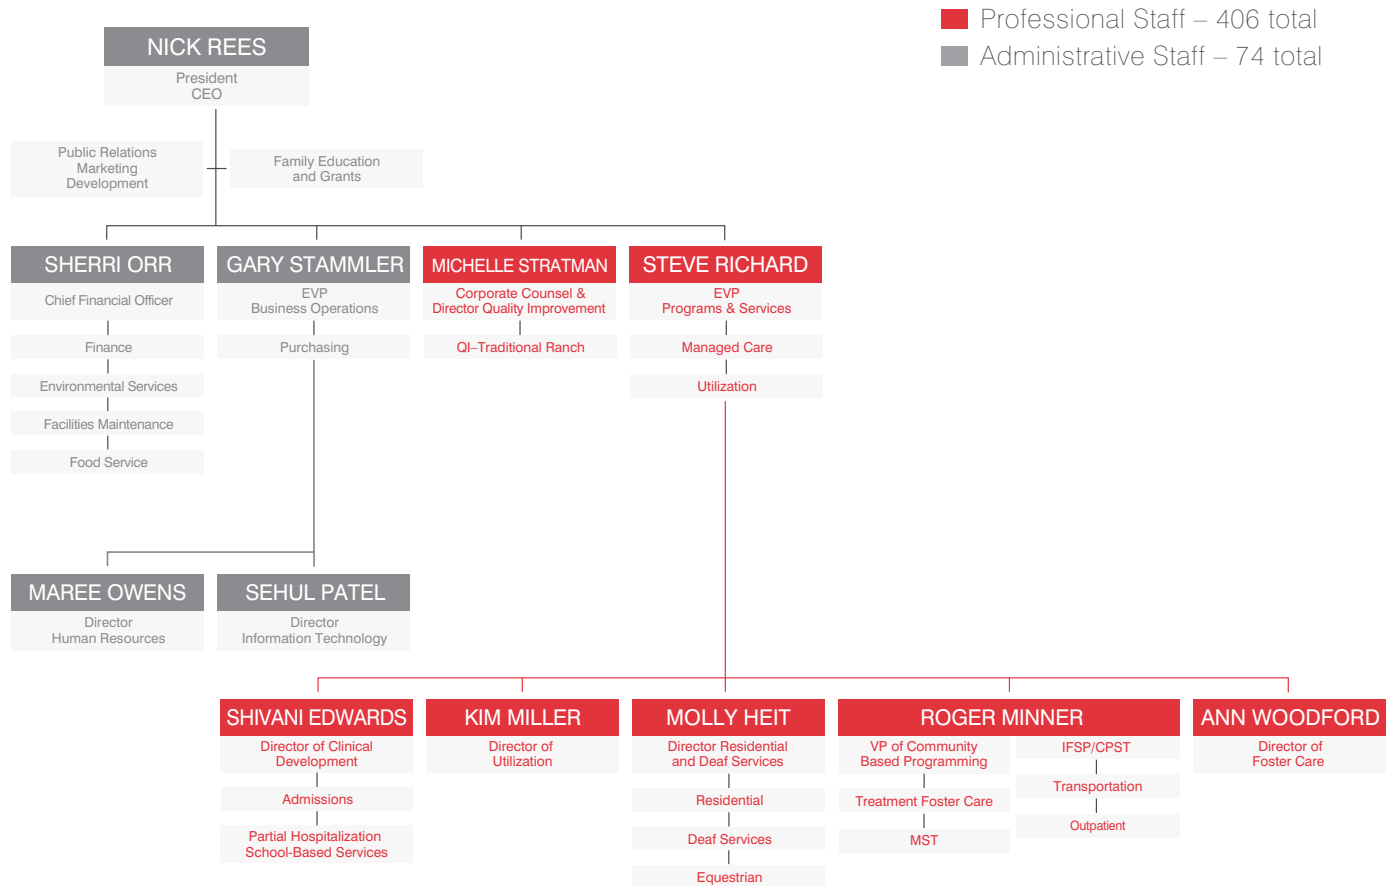 Professional Staff – 406 total
Administrative Staff – 74 total
NICK REES
President
CEO
Public Relations
Marketing
Development
Family Education
and Grants
SHERRI ORR
Chief Financial Officer
Finance
Environmental Services
Facilities Maintenance
Food Service
GARY STAMMLER
EVP
Business Operations
Purchasing
MICHELLE STRATMAN
Corporate Counsel &
Director Quality Improvement
QI–Traditional Ranch
STEVE RICHARD
EVP
Programs & Services
Managed Care
Utilization
MAREE OWENS
Director
Human Resources
SEHUL PATEL
Director
Information Technology
SHIVANI EDWARDS
Director of Clinical
Development
Admissions
Partial Hospitalization
School-Based Services
KIM MILLER
Director of
Utilization
MOLLY HEIT
Director Residential
and Deaf Services
Residential
Deaf Services
Equestrian
ROGER MINNER
VP of Community
Based Programming
Treatment Foster Care
MST
IFSP/CPST
Transportation
Outpatient
ANN WOODFORD
Director of
Foster Care